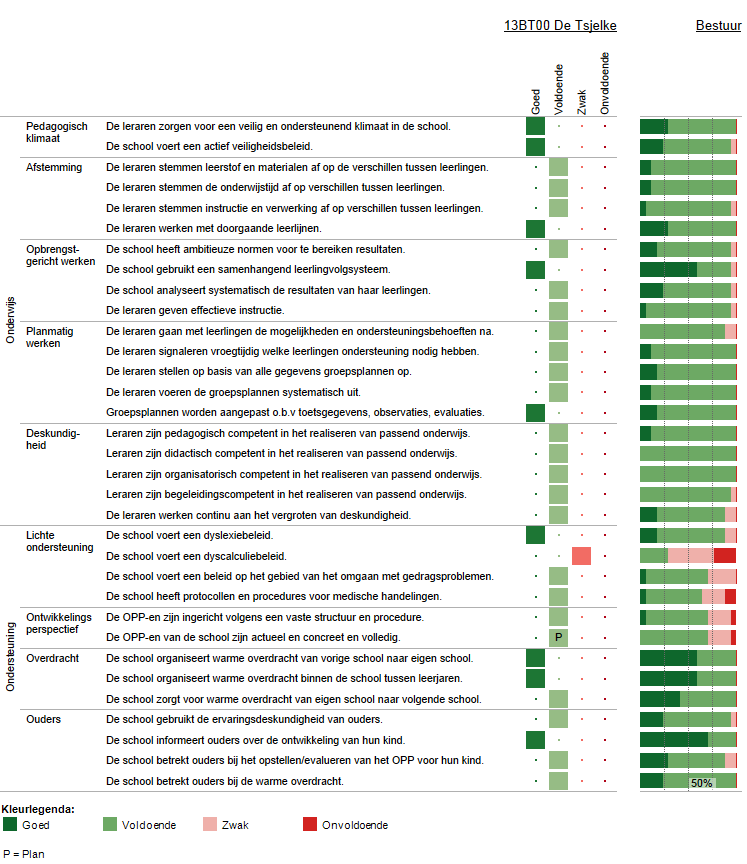 13BT00 De Tsjelke Bestuur
Goed
Voldoende
Zwak
Onvoldoende
Onderwijs
Pedagogisch De leraren zorgen voor een veilig en ondersteunend klimaat in de school.
klimaat De school voert een actief veiligheidsbeleid.
Afstemming De leraren stemmen leerstof en materialen af op de verschillen tussen leerlingen.
De leraren stemmen de onderwijstijd af op verschillen tussen leerlingen.
De leraren stemmen instructie en verwerking af op verschillen tussen leerlingen.
De leraren werken met doorgaande leerlijnen.
Opbrengst- De school heeft ambitieuze normen voor te bereiken resultaten.
gericht werken De school gebruikt een samenhangend leerlingvolgsysteem.
De school analyseert systematisch de resultaten van haar leerlingen.
De leraren geven effectieve instructie.
Planmatig De leraren gaan met leerlingen de mogelijkheden en ondersteuningsbehoeften na.
werken De leraren signaleren vroegtijdig welke leerlingen ondersteuning nodig hebben.
De leraren stellen op basis van alle gegevens groepsplannen op.
De leraren voeren de groepsplannen systematisch uit.
Groepsplannen worden aangepast o.b.v toetsgegevens, observaties, evaluaties.
Deskundig- Leraren zijn pedagogisch competent in het realiseren van passend onderwijs.
heid Leraren zijn didactisch competent in het realiseren van passend onderwijs.
Leraren zijn organisatorisch competent in het realiseren van passend onderwijs.
Leraren zijn begeleidingscompetent in het realiseren van passend onderwijs.
De leraren werken continu aan het vergroten van deskundigheid.
Ondersteuning
Lichte De school voert een dyslexiebeleid.
ondersteuning De school voert een dyscalculiebeleid.
De school voert een beleid op het gebied van het omgaan met gedragsproblemen.
De school heeft protocollen en procedures voor medische handelingen.
Ontwikkelings De OPP-en zijn ingericht volgens een vaste structuur en procedure.
perspectief De OPP-en van de school zijn actueel en concreet en volledig. P
Overdracht De school organiseert warme overdracht van vorige school naar eigen school.
De school organiseert warme overdracht binnen de school tussen leerjaren.
De school zorgt voor warme overdracht van eigen school naar volgende school.
Ouders De school gebruikt de ervaringsdeskundigheid van ouders.
De school informeert ouders over de ontwikkeling van hun kind.
De school betrekt ouders bij het opstellen/evalueren van het OPP voor hun kind.
De school betrekt ouders bij de warme overdracht. 50%
Kleurlegenda:
Goed Voldoende Zwak Onvoldoende
P = Plan